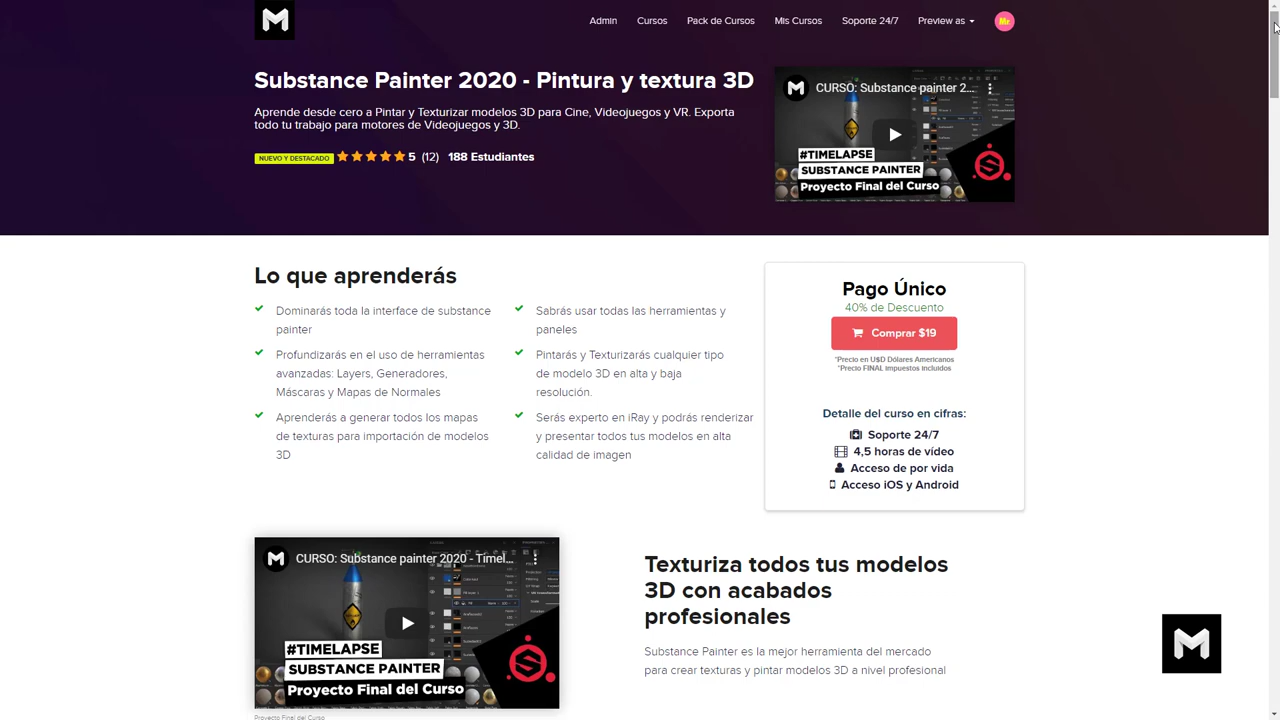 Admin Cursos Pack de Cursos Mis Cursos Soporte 24/7 Preview as Mr.
Substance Painter 2020 - Pintura y textura 3D
Aprende desde cero a Pintar y Texturizar modelos 3D para Cine, Videojuegos y VR. Exporta
todo tu trabajo para motores de Videojuegos y 3D.
NUEVO Y DESTACADO 5 (12) 188 Estudiantes
CURSO: Substance painter 2...
#TIMELAPSE
SUBSTANCE PAINTER
Proyecto Final del Curso
Lo que aprenderás
Dominarás toda la interface de substance
painter
Profundizarás en el uso de herramientas
avanzadas: Layers, Generadores,
Máscaras y Mapas de Normales
Aprenderás a generar todos los mapas
de texturas para importación de modelos
3D
Sabrás usar todas las herramientas y
paneles
Pintarás y Texturizarás cualquier tipo
de modelo 3D en alta y baja
resolución.
Serás experto en iRay y podrás renderizar
y presentar todos tus modelos en alta
calidad de imagen
Pago Único
40% de Descuento
Comprar $19
*Precio en U$D Dólares Americanos
*Precio FINAL impuestos incluidos
Detalle del curso en cifras:
Soporte 24/7
4,5 horas de vídeo
Acceso de por vida
Acceso iOS y Android
CURSO: Substance painter 2020 - Timel...
#TIMELAPSE
SUBSTANCE PAINTER
Proyecto Final del Curso
Proyecto Final del Curso
Texturiza todos tus modelos
3D con acabados
profesionales
Substance Painter es la mejor herramienta del mercado
para crear texturas y pintar modelos 3D a nivel profesional